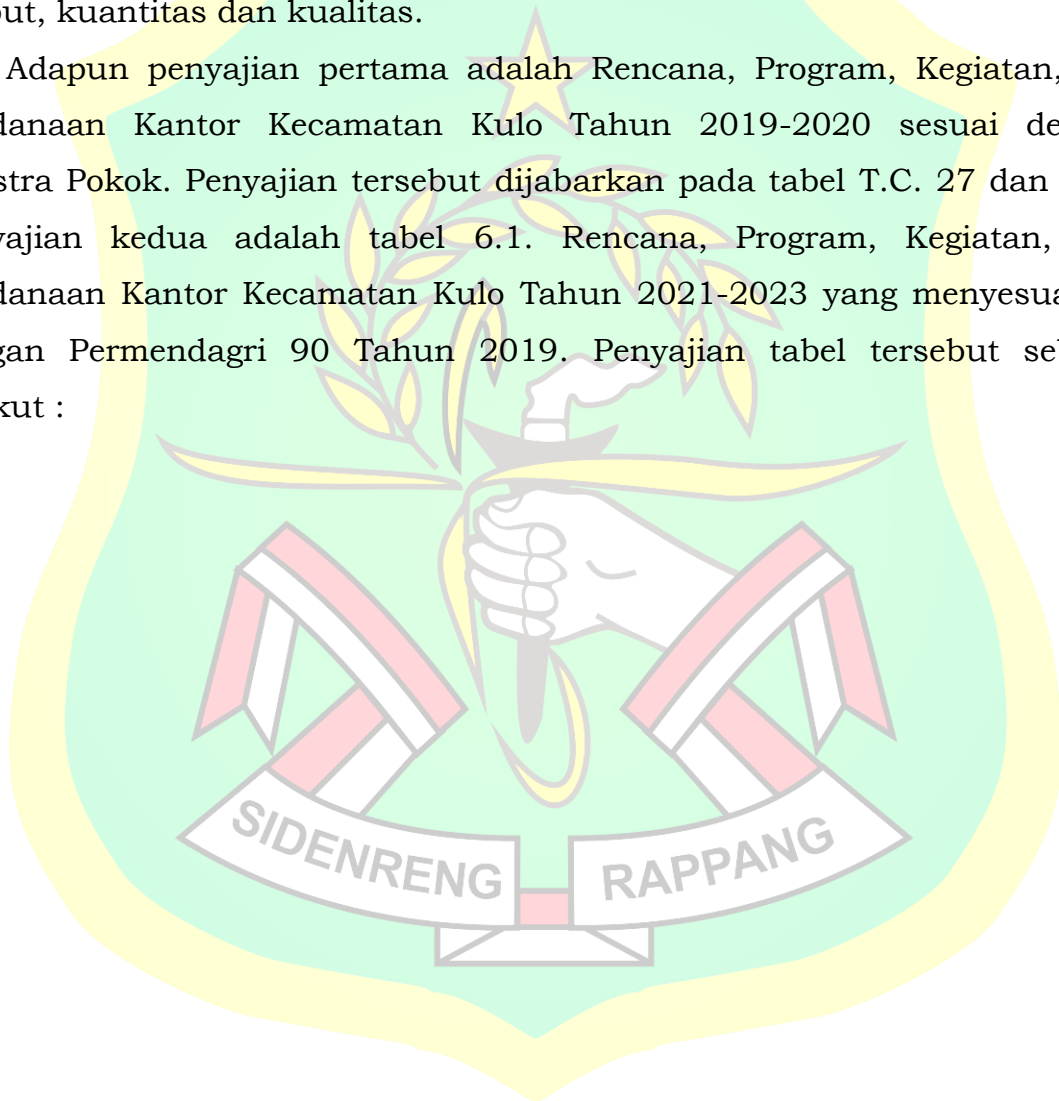 put, kuantitas dan kualitas.
Adapun penyajian pertama adalah Rencana, Program, Kegiatan,
danaan Kantor Kecamatan Kulo Tahun 2019-2020 sesuai de
stra Pokok. Penyajian tersebut dijabarkan pada tabel T.C. 27 dan
yajian kedua adalah tabel 6.1. Rencana, Program, Kegiatan,
danaan Kantor Kecamatan Kulo Tahun 2021-2023 yang menyesua
gan Permendagri 90 Tahun 2019. Penyajian tabel tersebut se
kut :
SIDENRENG RAPPANG